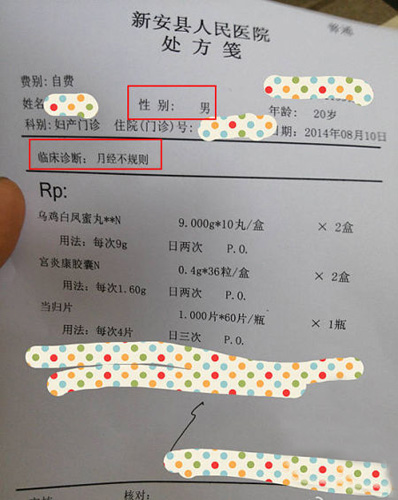 新安县人民医院
处方笺
普通
费别：自费
姓名 性 别： 男 年龄： 20岁
科别：妇产门诊 住院(门诊)号： 日期：2014年08月10日
临床诊断：月经不规则
Rp:
乌鸡白凤蜜丸**N 9.000g*10丸/盒 × 2盒
用法：每次9g 日两次 P.O.
宫炎康胶囊N 0.4g*36粒/盒 × 2盒
用法：每次1.60g 日两次 P.O.
当归片 1.000片*60片/瓶 × 1瓶
用法：每次4片 日三次 P.O.
核对：